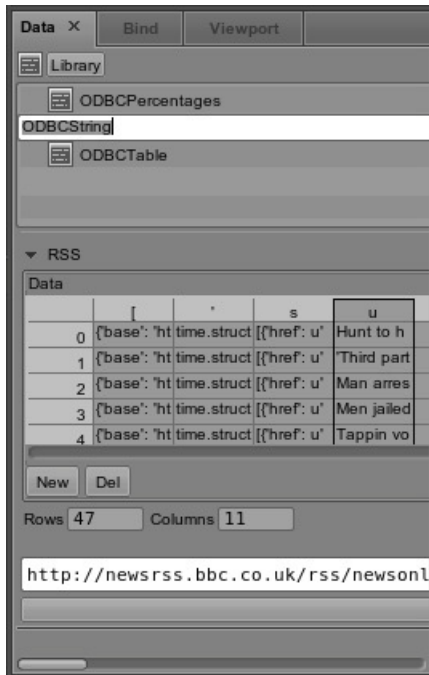 Data × Bind Viewport
Library
ODBCPercentages
ODBCString
ODBCTable
RSS
Data
[ ' s u
0 {'base': 'ht time.struct [{'href': u' Hunt to h
1 {'base': 'ht time.struct [{'href': u' 'Third part
2 {'base': 'ht time.struct [{'href': u' Man arres
3 {'base': 'ht time.struct [{'href': u' Men jailed
4 {'base': 'ht time.struct [{'href': u' Tappin vo
New Del
Rows 47 Columns 11
http://newsrss.bbc.co.uk/rss/newsonl